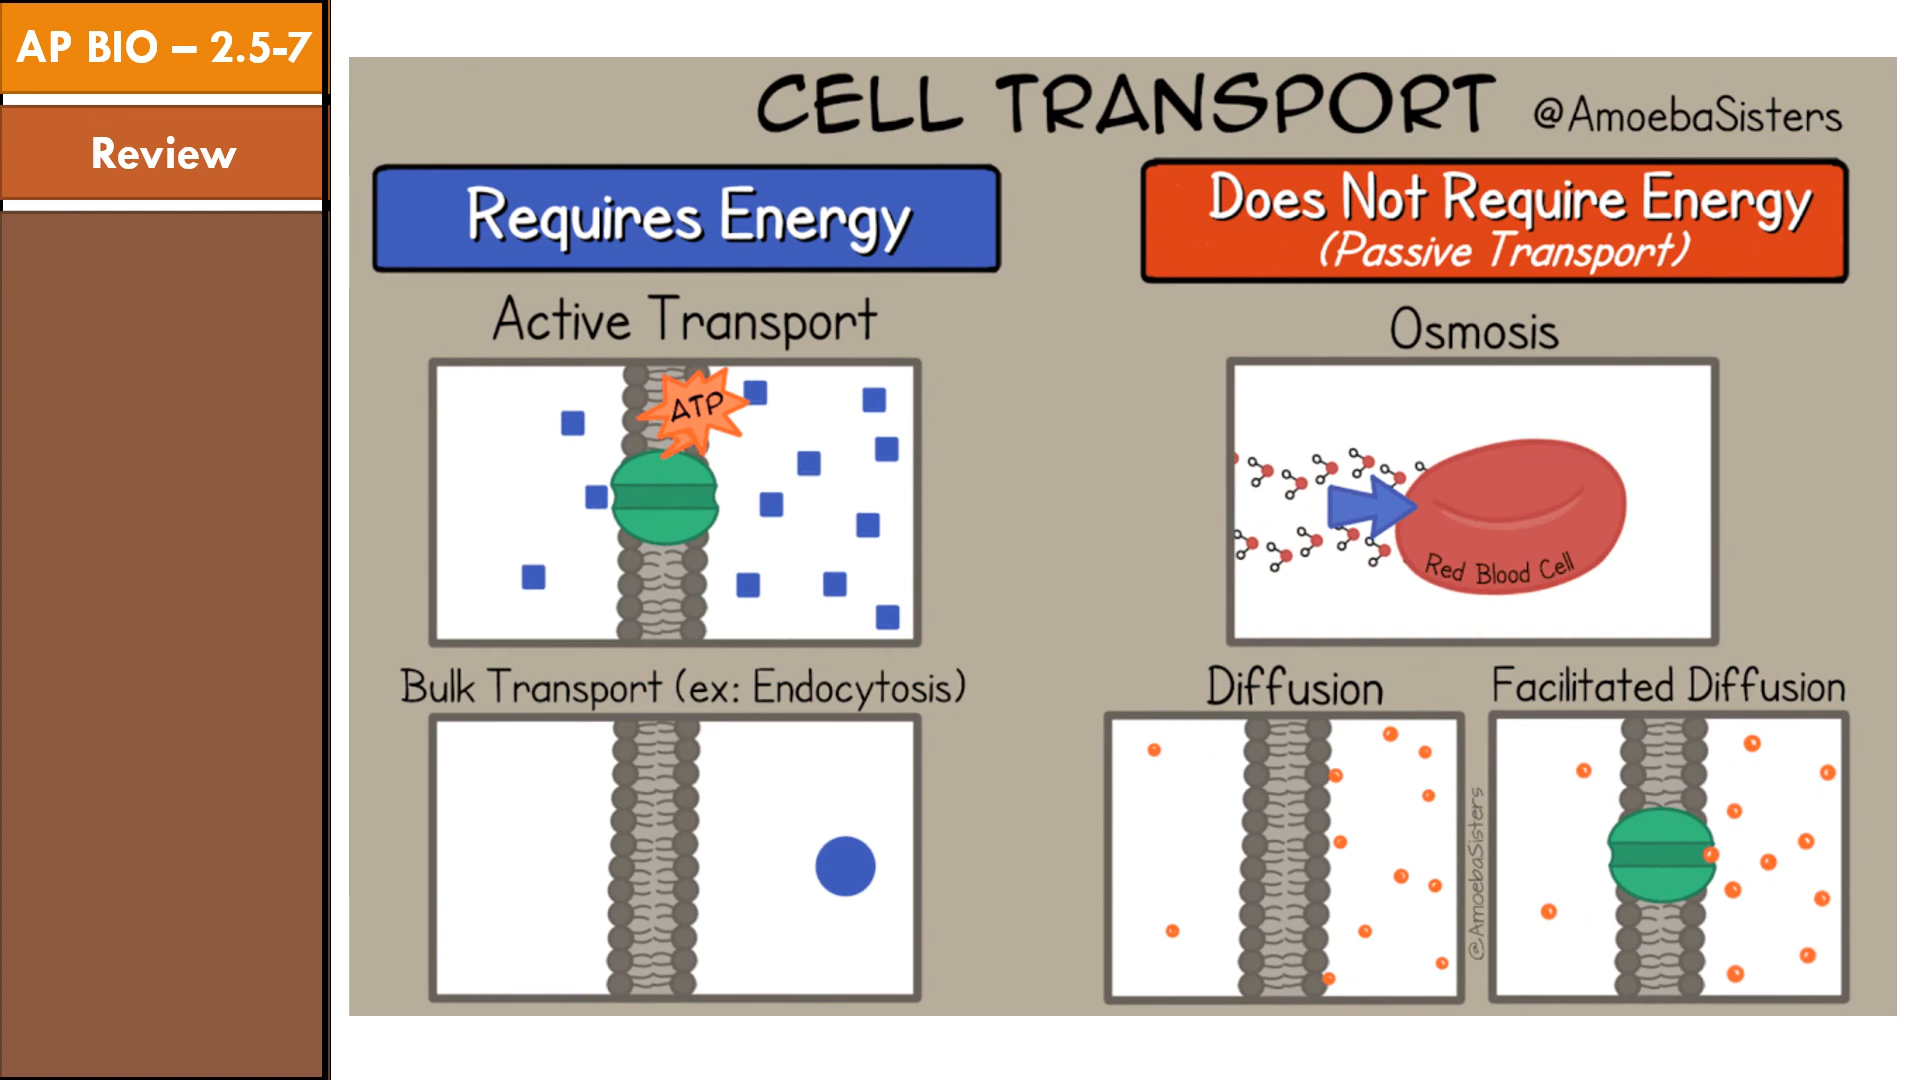 AP BIO – 2.5-7
Review
CELL TRANSPORT @AmoebaSisters
Requires Energy
Active Transport
ATP
Bulk Transport (ex: Endocytosis)
Does Not Require Energy
(Passive Transport)
Osmosis
Red Blood Cell
Diffusion
Facilitated Diffusion
@AmoebaSisters